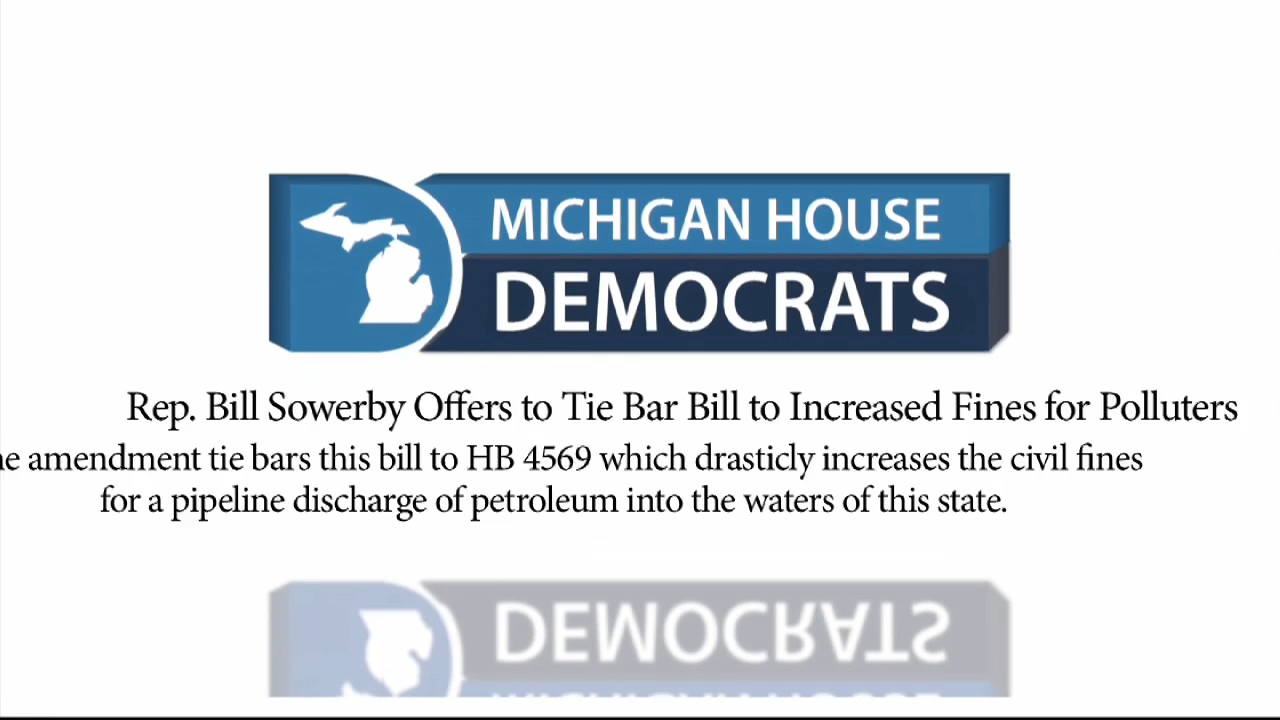 MICHIGAN HOUSE
DEMOCRATS
Rep. Bill Sowerby Offers to Tie Bar Bill to Increased Fines for Polluters
amendment tie bars this bill to HB 4569 which drasticly increases the civil fines
for a pipeline discharge of petroleum into the waters of this state.
DEMOCRATS